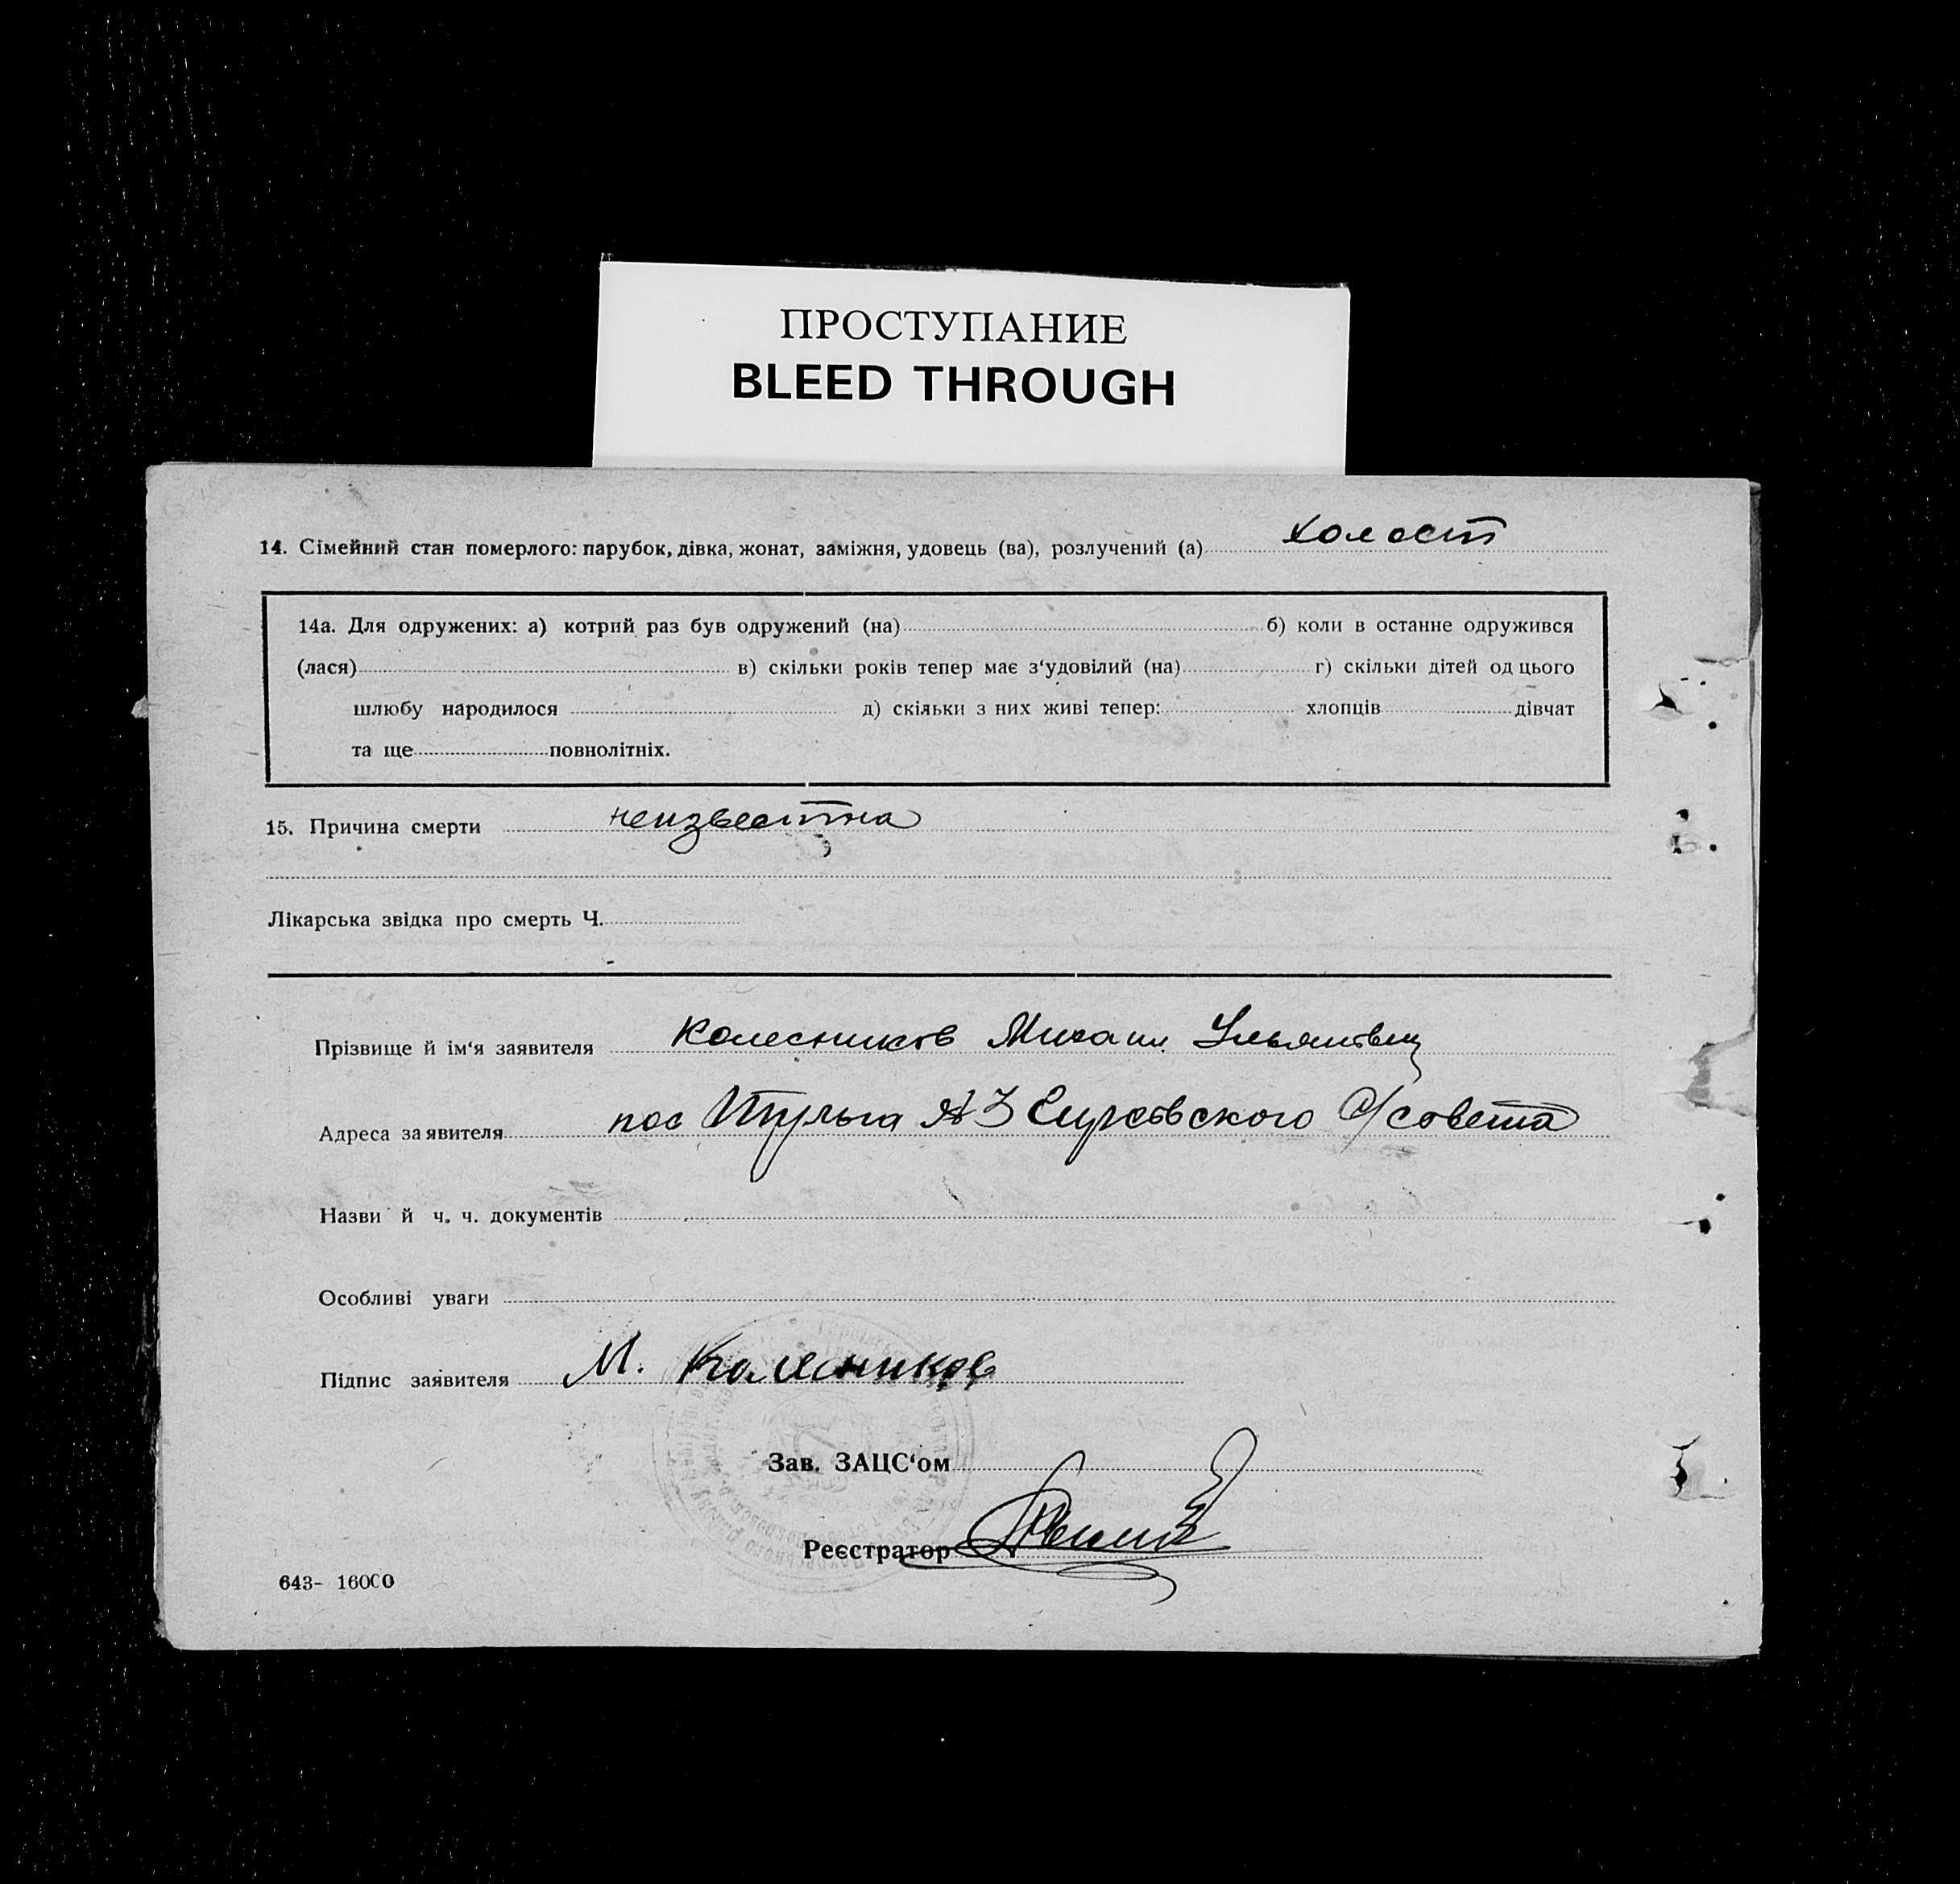 ПРОСТУПАНИЕ
BLEED THROUGH
14. Сімейний стан померлого: парубок, дівка, жонат, заміжня, удовець (ва), розлучений (а) холост
14а. Для одружених: а) котрий раз був одружений (на) б) коли в останнє одружився
(лася) в) скільки років тепер має з‘удовілий (на) г) скільки дітей од цього
шлюбу народилося д) скільки з них живі тепер: хлопців дівчат
та ще повнолітніх.
15. Причина смерти неизвестна
Лікарська звідка про смерть Ч.
Прізвище й ім‘я заявителя Колесников Михаил Ульянович
Адреса заявителя пос С/совета
Назви й ч. ч. документів
Особливі уваги
Підпис заявителя М. Колесников
Зав. ЗАЦС‘ом
Реєстратор
643- 16000